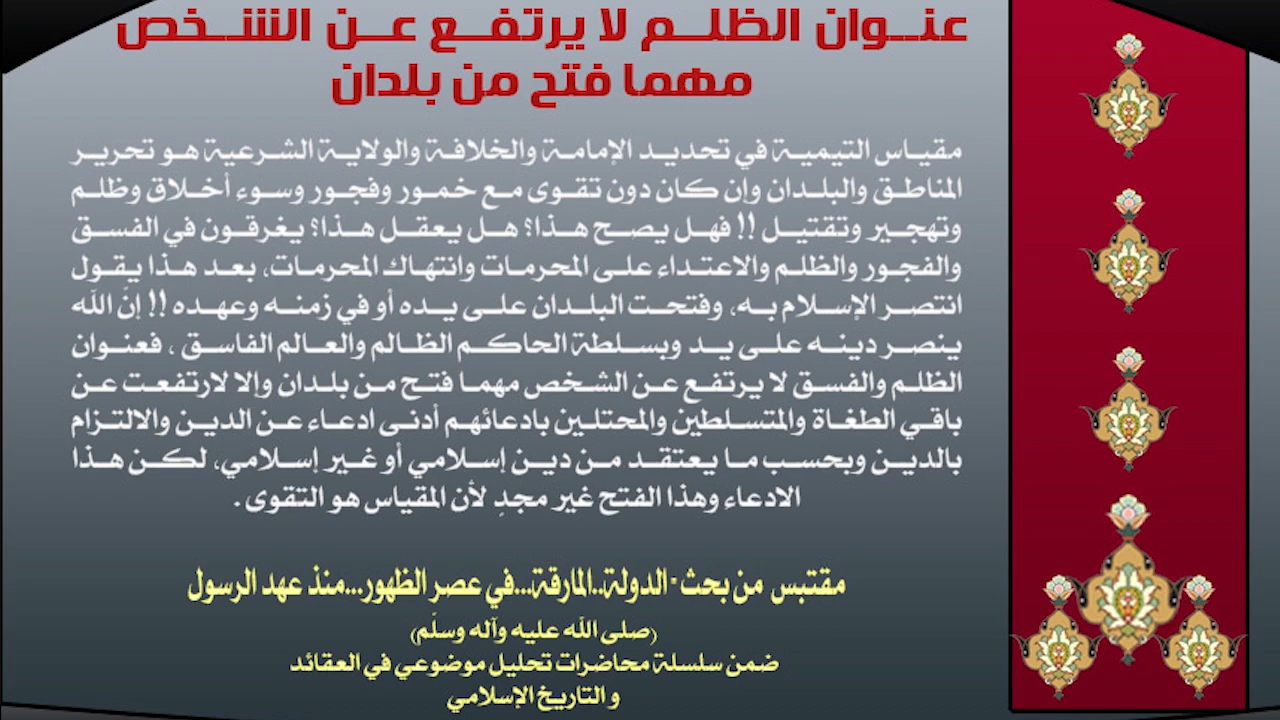 عنوان الظلم لا يرتفع عن الشخص
مهما فتح من بلدان
مقياس التيمية في تحديد الإمامة والخلافة والولاية الشرعية هو تحرير
المناطق والبلدان وإن كان دون تقوى مع خمور وفجور وسوء أخلاق وظلم
وتهجير وتقتيل !! فهل يصح هذا؟ هل يعقل هذا؟ يغرقون في الفسق
والفجور والظلم والاعتداء على المحرمات وانتهاك المحرمات، بعد هذا يقول
انتصر الإسلام به، وفتحت البلدان على يده أو في زمنه وعهده !! إنّ الله
ينصر دينه على يد وبسلطة الحاكم الظالم والعالم الفاسق ، فعنوان
الظلم والفسق لا يرتفع عن الشخص مهما فتح من بلدان وإلا لارتفعت عن
باقي الطغاة والمتسلطين والمحتلين بادعائهم أدنى ادعاء عن الدين والالتزام
بالدين وبحسب ما يعتقد من دين إسلامي أو غير إسلامي، لكن هذا
الادعاء وهذا الفتح غير مجدِ لأن المقياس هو التقوى .
مقتبس من بحث-الدولة..المارقة...في عصر الظهور...منذ عهد الرسول
(صلى الله عليه وآله وسلّم)
ضمن سلسلة محاضرات تحليل موضوعي في العقائد
و التاريخ الإسلامي